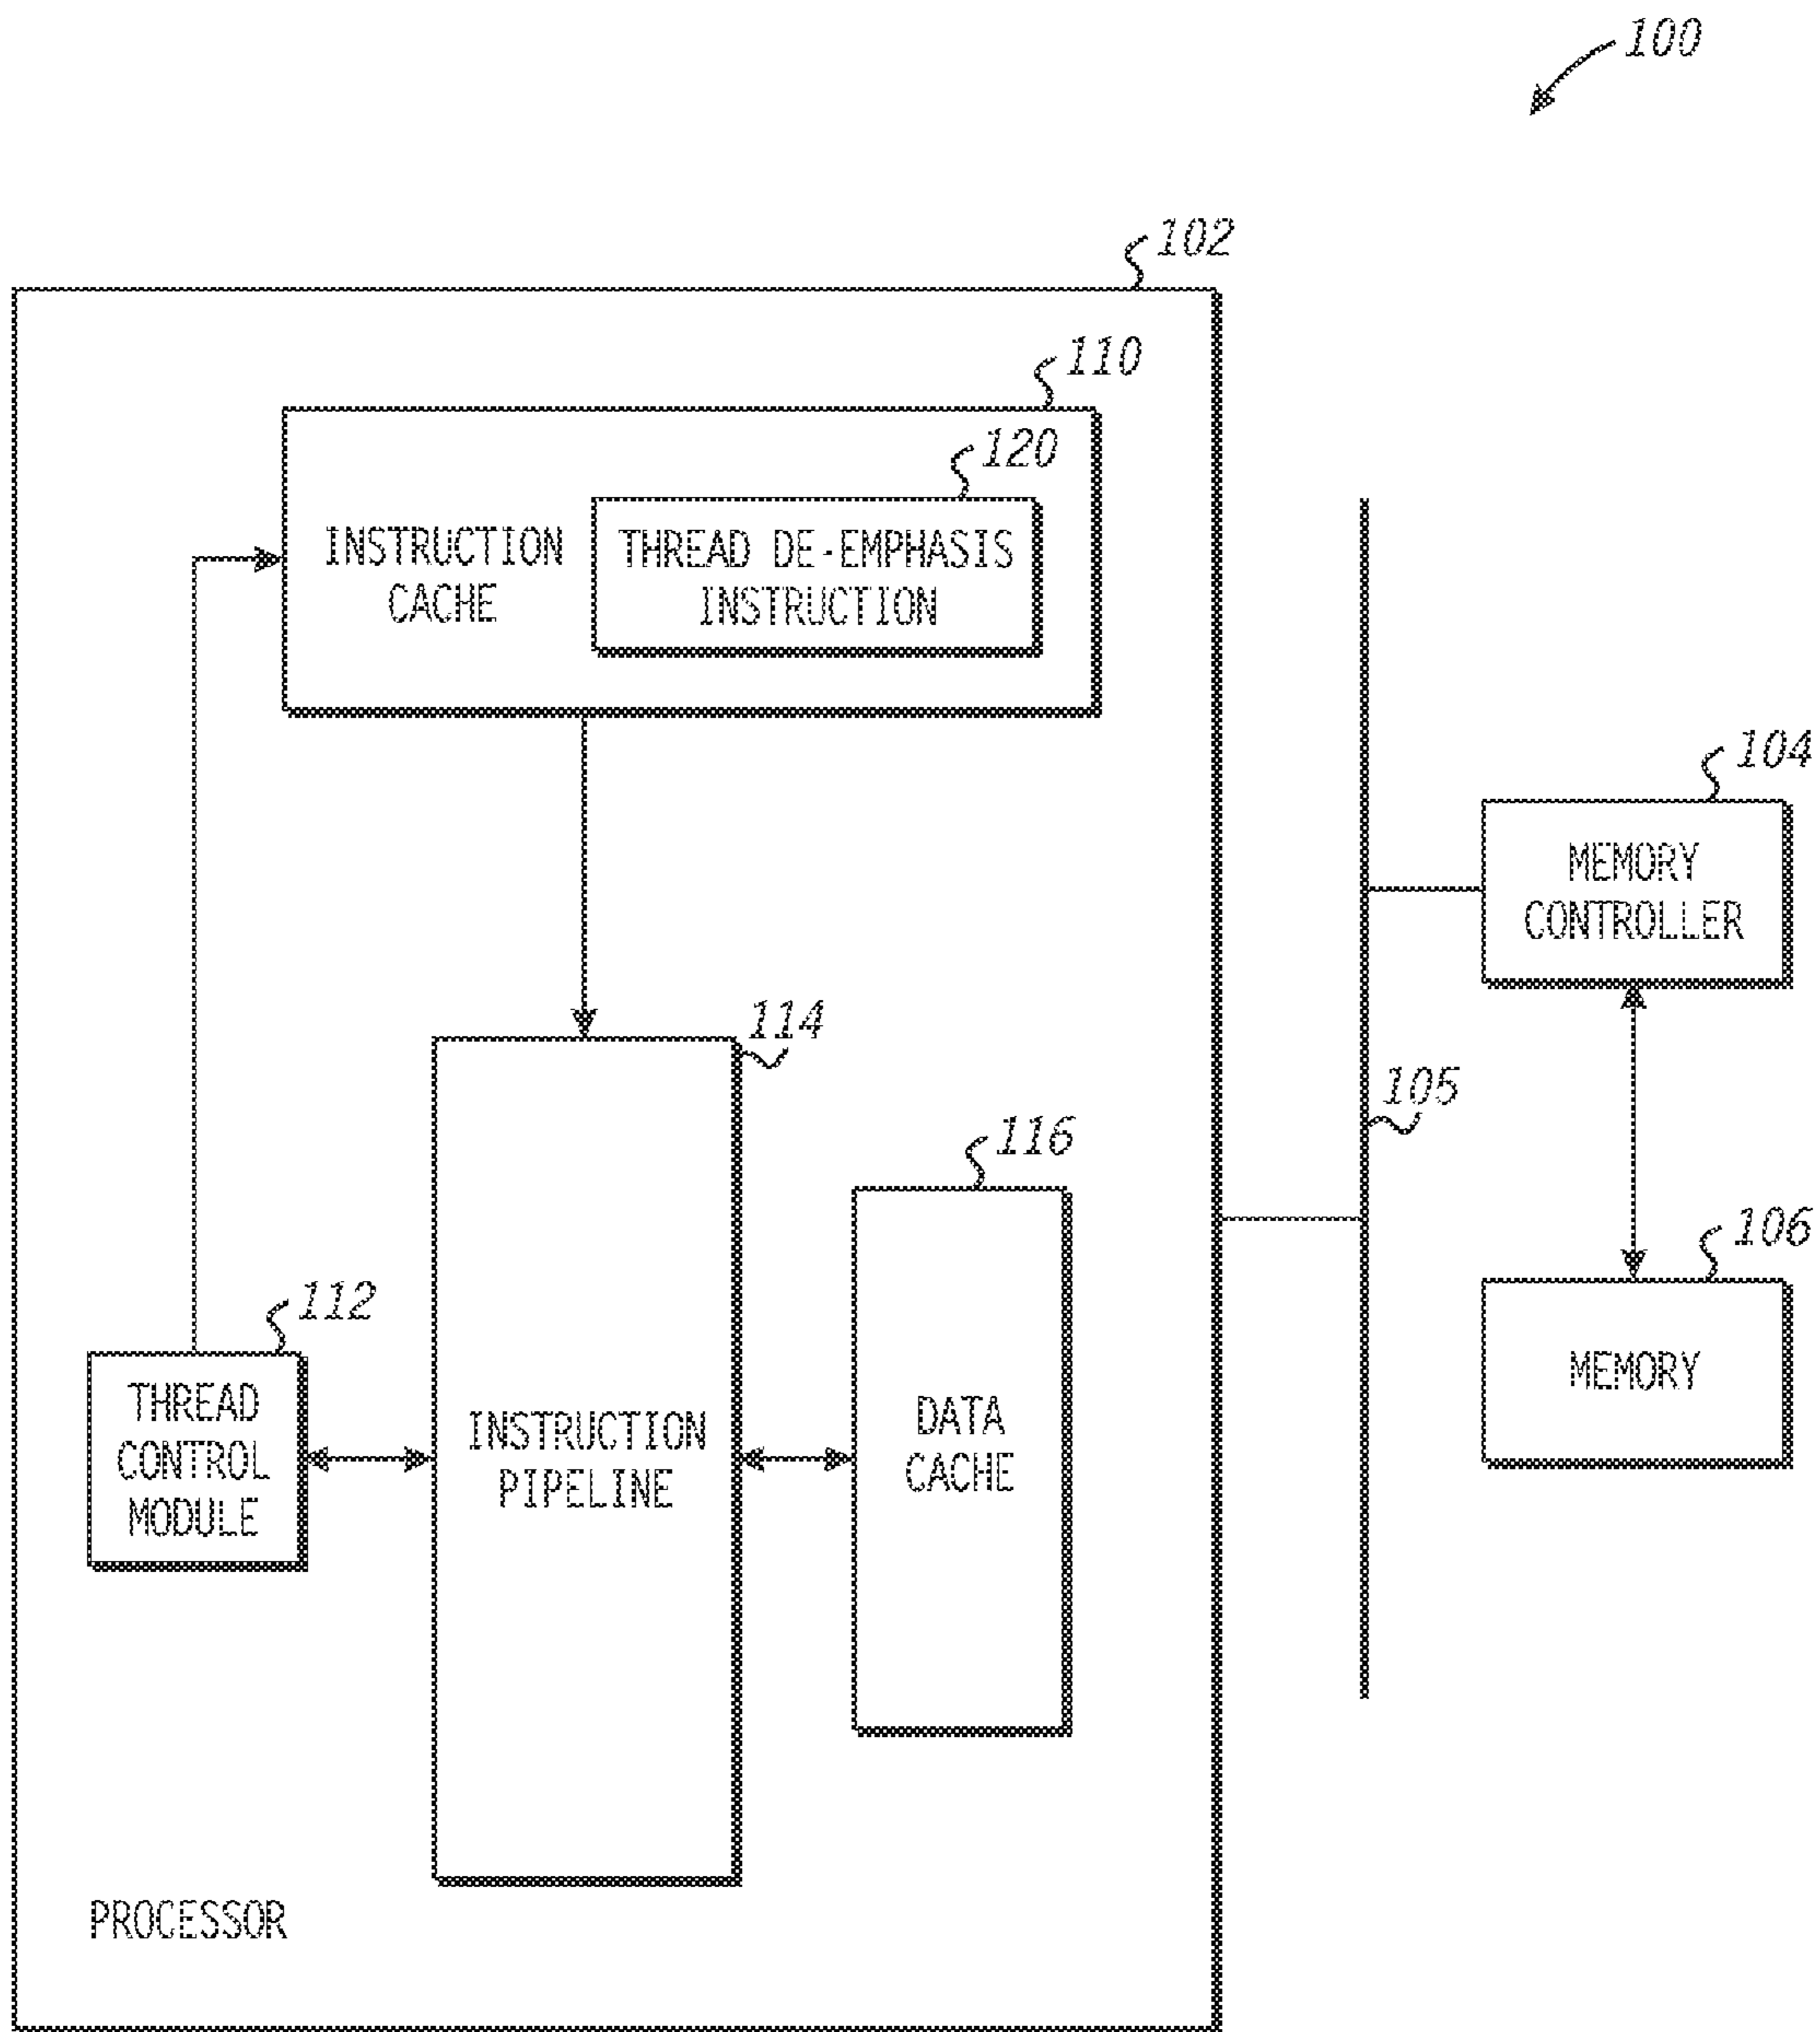 100
102
110
120
INSTRUCTION
CACHE
THREAD DE-EMPHASIS
INSTRUCTION
104
MEMORY
CONTROLLER
114
105
116
106
MEMORY
112
THREAD
CONTROL
MODULE
INSTRUCTION
PIPELINE
DATA
CACHE
PROCESSOR